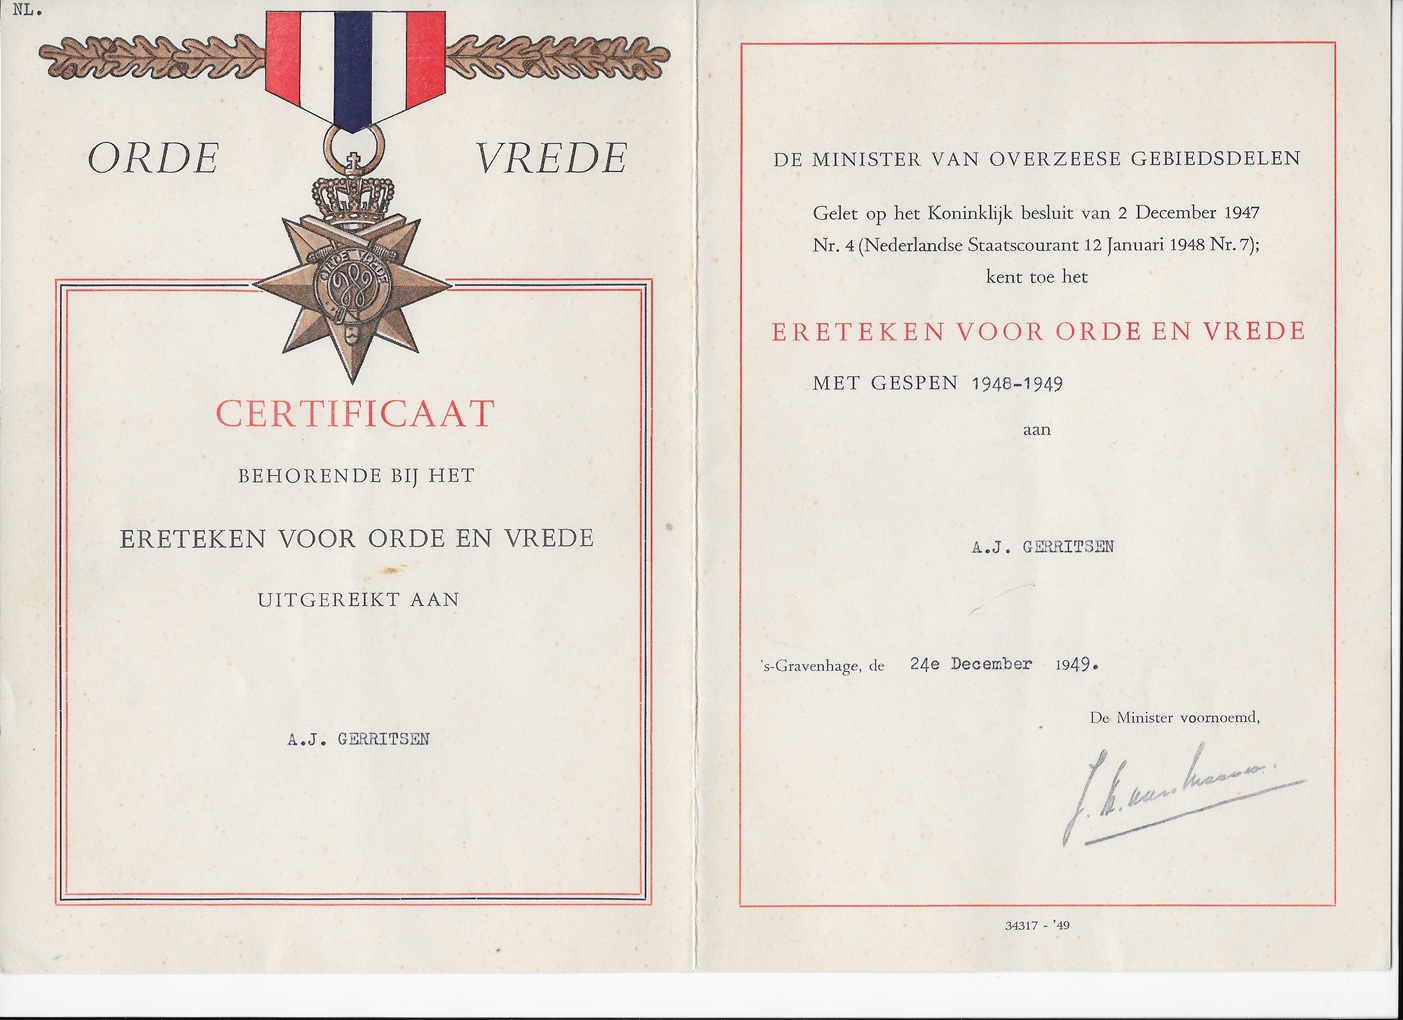 NL.
ORDE VREDE
ORDE VREDE
CERTIFICAAT
BEHORENDE BIJ HET
ERETEKEN VOOR ORDE EN VREDE
UITGEREIKT AAN
A.J. GERRITSEN
DE MINISTER VAN OVERZEESE GEBIEDSDELEN
Gelet op het Koninklijk besluit van 2 December 1947
Nr. 4 (Nederlandse Staatscourant 12 Januari 1948 Nr. 7);
kent toe het
ERETEKEN VOOR ORDE EN VREDE
MET GESPEN 1948-1949
aan
A.J. GERRITSEN
's-Gravenhage, de 24e December 1949.
De Minister voornoemd,
34317 - '49